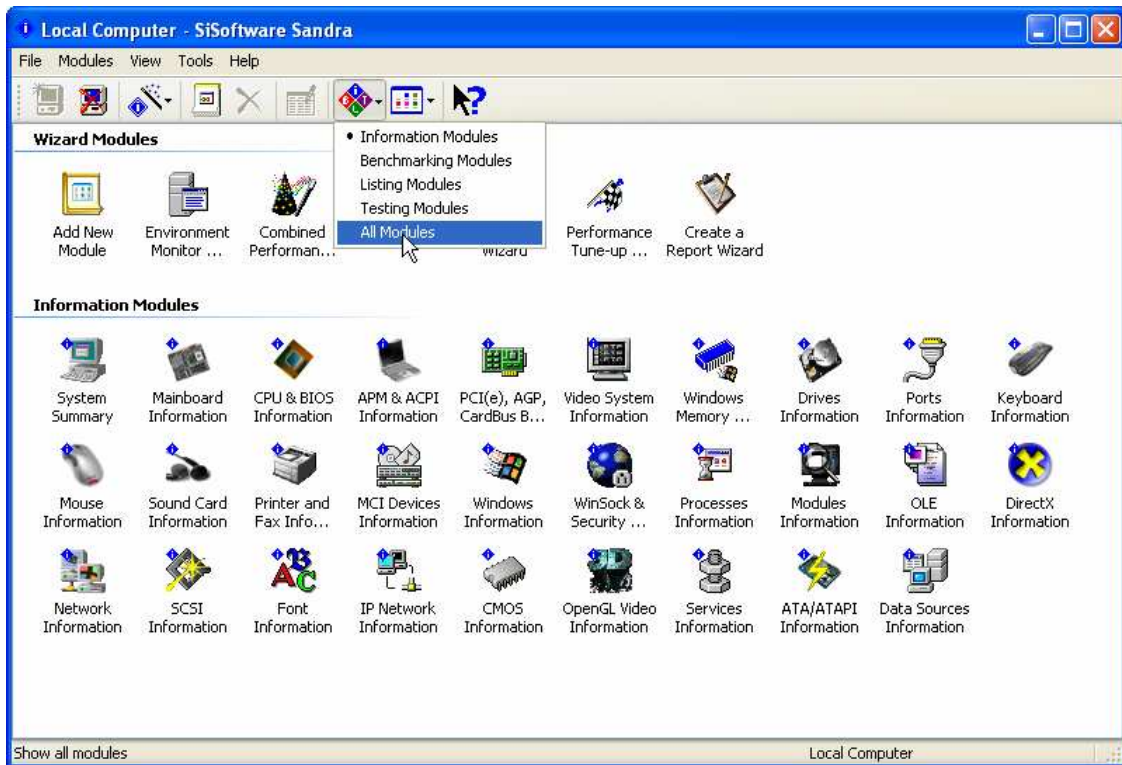 Local Computer - SiSoftware Sandra
File Modules View Tools Help
Wizard Modules
• Information Modules
Benchmarking Modules
Listing Modules
Testing Modules
All Modules
Add New
Module
Environment
Monitor ...
Combined
Performan...
Wizard
Performance
Tune-up ...
Create a
Report Wizard
Information Modules
System
Summary
Mainboard
Information
CPU & BIOS
Information
APM & ACPI
Information
PCI(e), AGP,
CardBus B...
Video System
Information
Windows
Memory ...
Drives
Information
Ports
Information
Keyboard
Information
Mouse
Information
Sound Card
Information
Printer and
Fax Info...
MCI Devices
Information
Windows
Information
WinSock &
Security ...
Processes
Information
Modules
Information
OLE
Information
DirectX
Information
Network
Information
SCSI
Information
Font
Information
IP Network
Information
CMOS
Information
OpenGL Video
Information
Services
Information
ATA/ATAPI
Information
Data Sources
Information
Show all modules
Local Computer